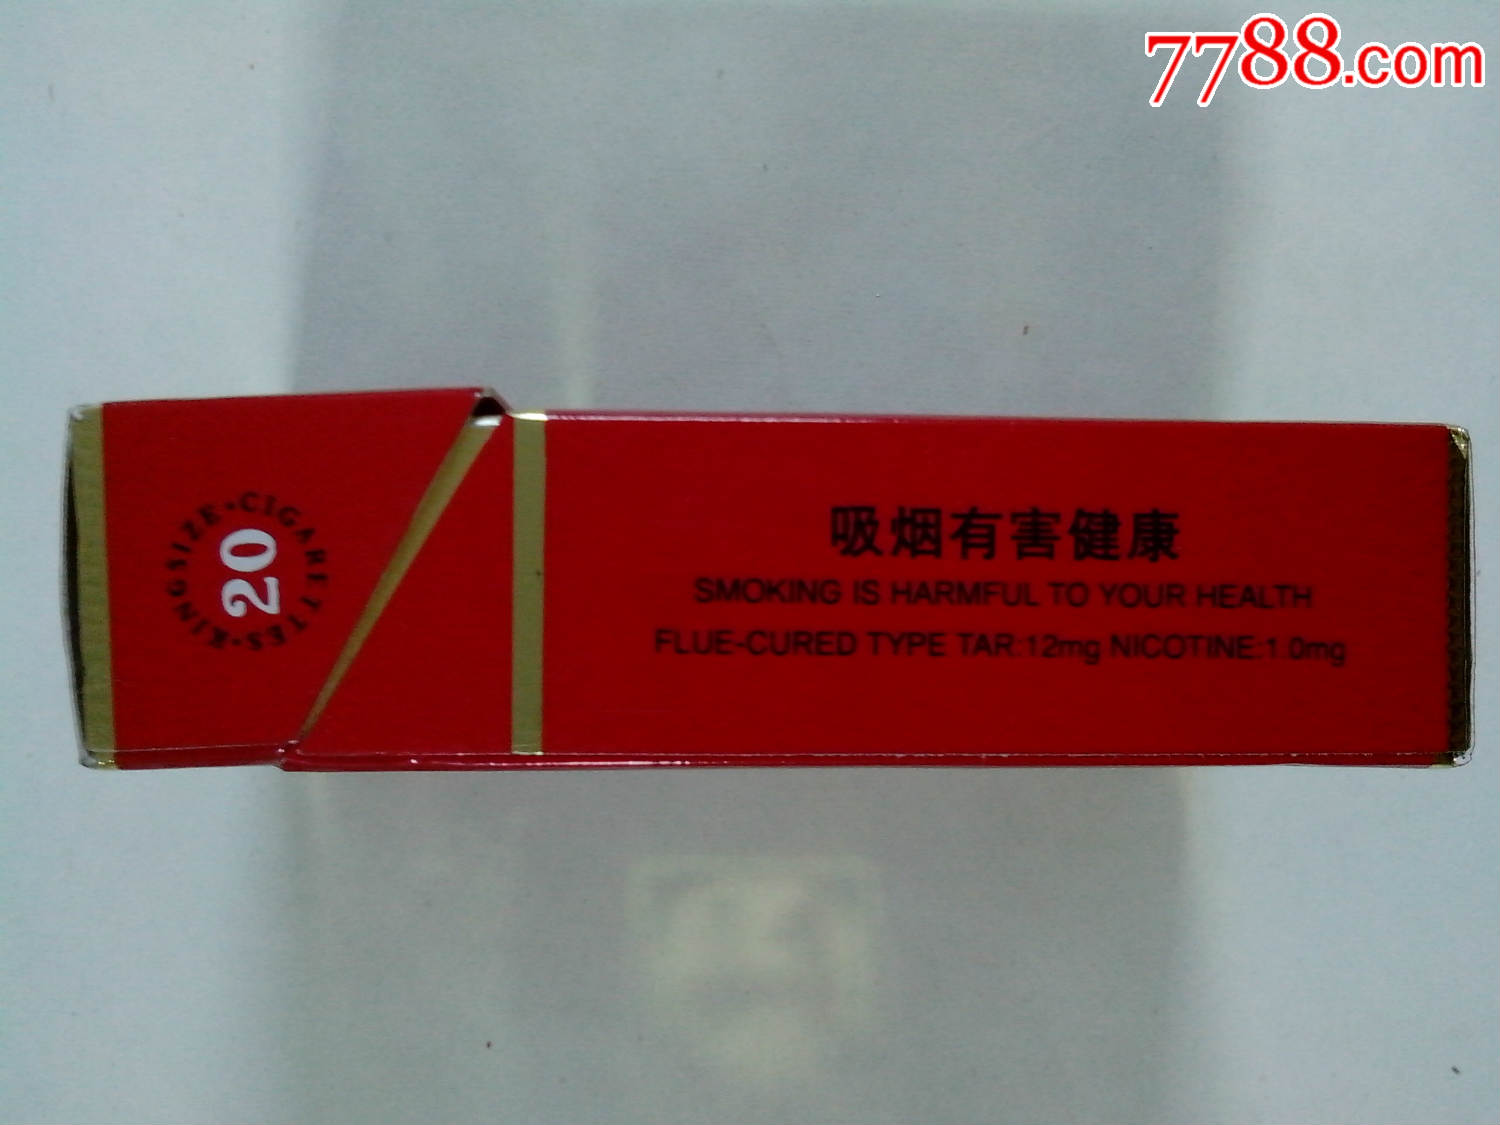 7788.com
KINGSIZE·CIGARETTES·
20
吸烟有害健康
SMOKING IS HARMFUL TO YOUR HEALTH
FLUE-CURED TYPE TAR:12mg NICOTINE:1.0mg